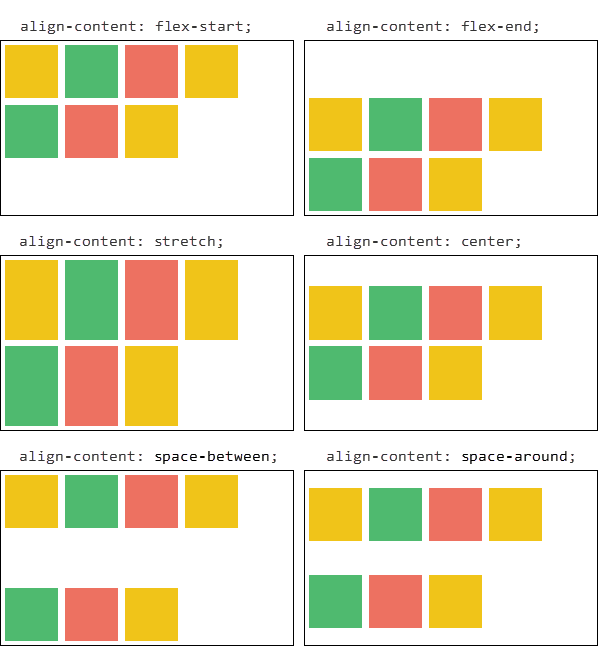 align-content: flex-start;
align-content: flex-end;
align-content: stretch;
align-content: center;
align-content: space-between;
align-content: space-around;